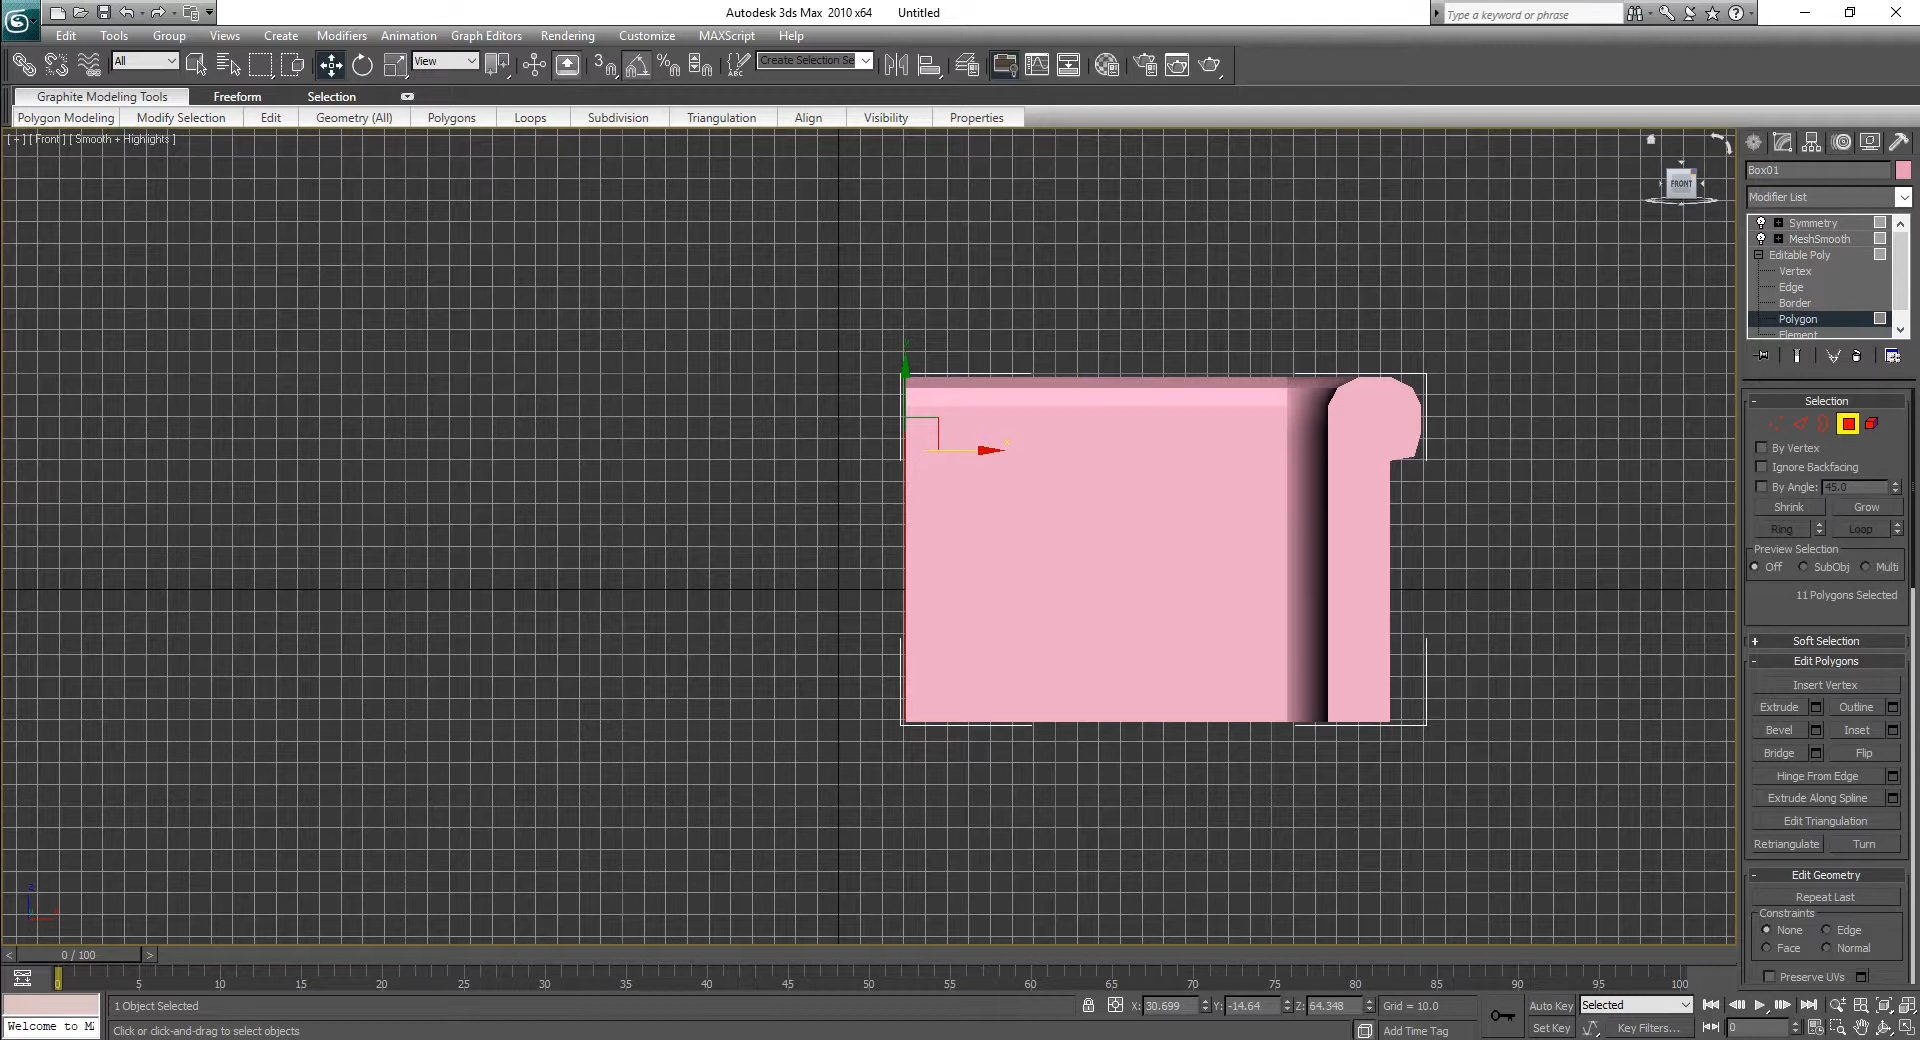 Autodesk 3ds Max 2010 x64 Untitled
Type a keyword or phrase
Edit Tools Group Views Create Modifiers Animation Graph Editors Rendering Customize MAXScript Help
All View 3 Create Selection Se
Graphite Modeling Tools Freeform Selection
Polygon Modeling Modify Selection Edit Geometry (All) Polygons Loops Subdivision Triangulation Align Visibility Properties
[ + ] [ Front ] [ Smooth + Highlights ]
FRONT
Box01
Modifier List
Symmetry
MeshSmooth
Editable Poly
Vertex
Edge
Border
Polygon
Element
Selection
By Vertex
Ignore Backfacing
By Angle: 45.0
Shrink Grow
Ring Loop
Preview Selection
Off SubObj Multi
11 Polygons Selected
Soft Selection
Edit Polygons
Insert Vertex
Extrude Outline
Bevel Inset
Bridge Flip
Hinge From Edge
Extrude Along Spline
Edit Triangulation
Retriangulate Turn
Edit Geometry
Repeat Last
Constraints
None Edge
Face Normal
Preserve UVs
y
x
z
x
< 0 / 100 >
0 5 10 15 20 25 30 35 40 45 50 55 60 65 70 75 80 85 90 95 100
1 Object Selected X: 30.699 Y: -14.64 Z: 64.348 Grid = 10.0 Auto Key Selected
Welcome to MA Click or click-and-drag to select objects Add Time Tag Set Key Key Filters... 0